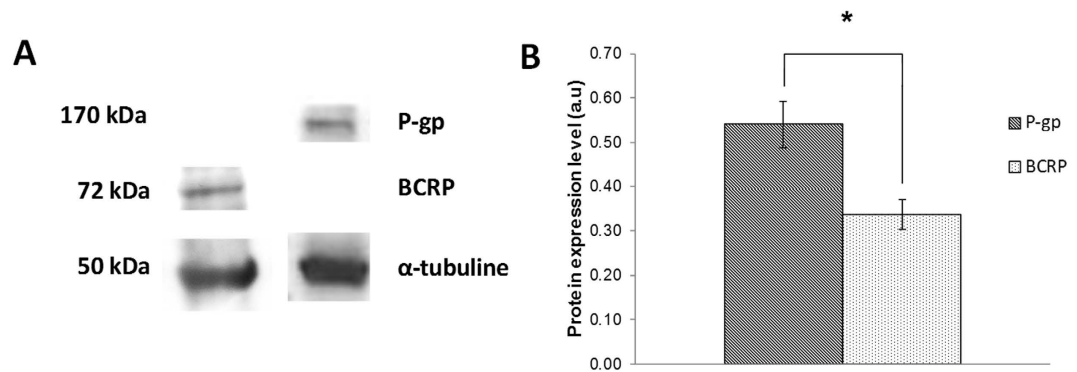 A
170 kDa
P-gp
72 kDa
BCRP
50 kDa
α-tubuline
B
*
Protein expression level (a.u)
0.70
0.60
0.50
0.40
0.30
0.20
0.10
0.00
P-gp
BCRP